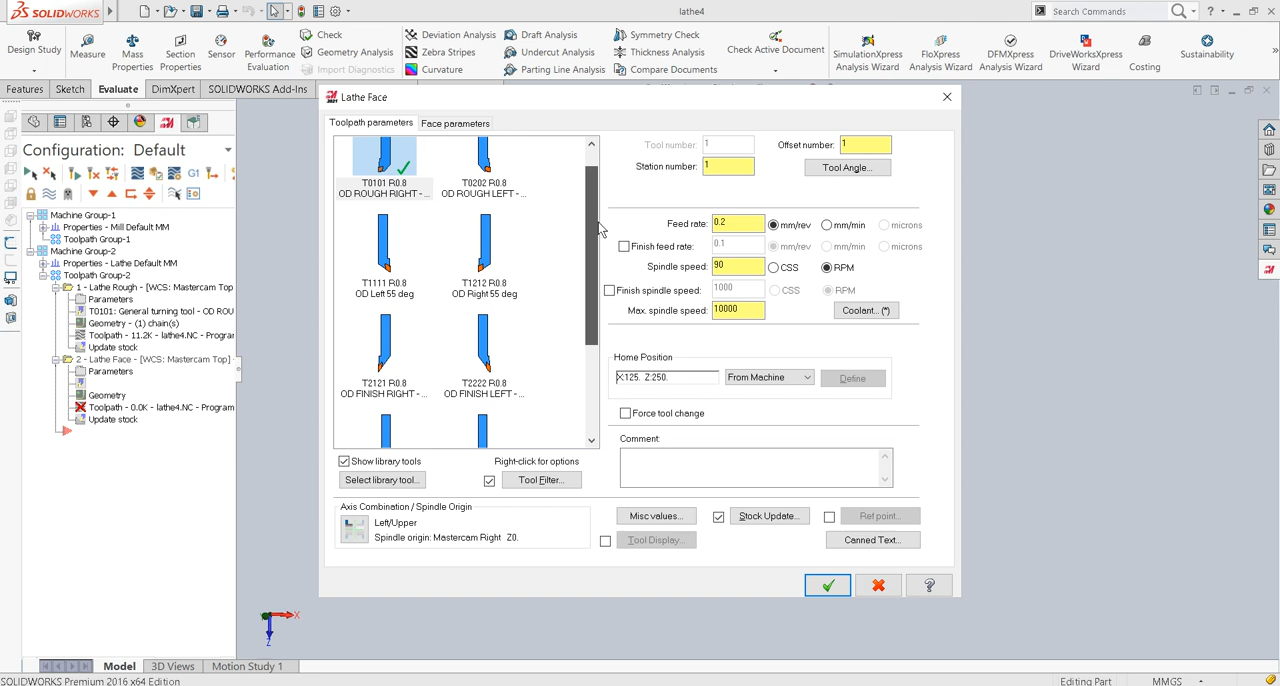 SOLIDWORKS
lathe4
Search Commands
Design Study
Measure
Mass Properties
Section Properties
Sensor
Performance Evaluation
Check
Geometry Analysis
Import Diagnostics
Deviation Analysis
Zebra Stripes
Curvature
Draft Analysis
Undercut Analysis
Parting Line Analysis
Symmetry Check
Thickness Analysis
Compare Documents
Check Active Document
SimulationXpress Analysis Wizard
FloXpress Analysis Wizard
DFMXpress Analysis Wizard
DriveWorksXpress Wizard
Costing
Sustainability
Features
Sketch
Evaluate
DimXpert
SOLIDWORKS Add-Ins
Configuration: Default
G1
Machine Group-1
Properties - Mill Default MM
Toolpath Group-1
Machine Group-2
Properties - Lathe Default MM
Toolpath Group-2
1 - Lathe Rough - [WCS: Mastercam Top
Parameters
T0101: General turning tool - OD ROU
Geometry - (1) chain(s)
Toolpath - 11.2K - lathe4.NC - Program
Update stock
2 - Lathe Face - [WCS: Mastercam Top]
Parameters
Geometry
Toolpath - 0.0K - lathe4.NC - Program
Update stock
Lathe Face
Toolpath parameters
Face parameters
T0101 R0.8
OD ROUGH RIGHT - ...
T0202 R0.8
OD ROUGH LEFT - ...
T1111 R0.8
OD Left 55 deg
T1212 R0.8
OD Right 55 deg
T2121 R0.8
OD FINISH RIGHT - ...
T2222 R0.8
OD FINISH LEFT - ...
Show library tools
Right-click for options
Select library tool...
Tool Filter...
Axis Combination / Spindle Origin
Left/Upper
Spindle origin: Mastercam Right Z0.
Tool number: 1
Offset number: 1
Station number: 1
Tool Angle...
Feed rate: 0.2 mm/rev mm/min microns
Finish feed rate: 0.1 mm/rev mm/min microns
Spindle speed: 90 CSS RPM
Finish spindle speed: 1000 CSS RPM
Max. spindle speed: 10000
Coolant... (*)
Home Position
X:125. Z:250.
From Machine
Define
Force tool change
Comment:
Misc values...
Stock Update...
Ref point...
Tool Display...
Canned Text...
X
Z
Model
3D Views
Motion Study 1
SOLIDWORKS Premium 2016 x64 Edition
Editing Part
MMGS